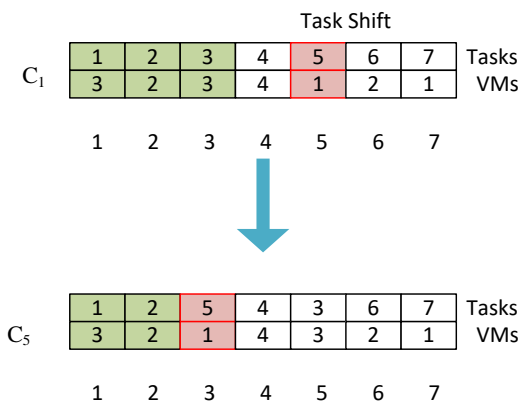 Task Shift
1 2 3 4 5 6 7 Tasks
C1
3 2 3 4 1 2 1 VMs
1 2 3 4 5 6 7
1 2 5 4 3 6 7 Tasks
C5
3 2 1 4 3 2 1 VMs
1 2 3 4 5 6 7